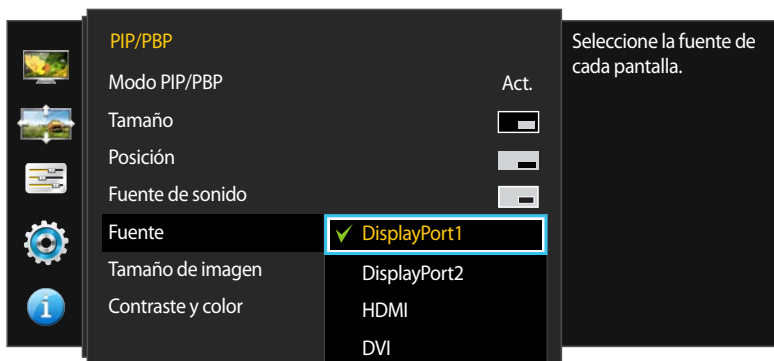 PIP/PBP
Modo PIP/PBP Act.
Tamaño
Posición
Fuente de sonido
Fuente DisplayPort1
Tamaño de imagen DisplayPort2
Contraste y color HDMI
DVI
Seleccione la fuente de
cada pantalla.